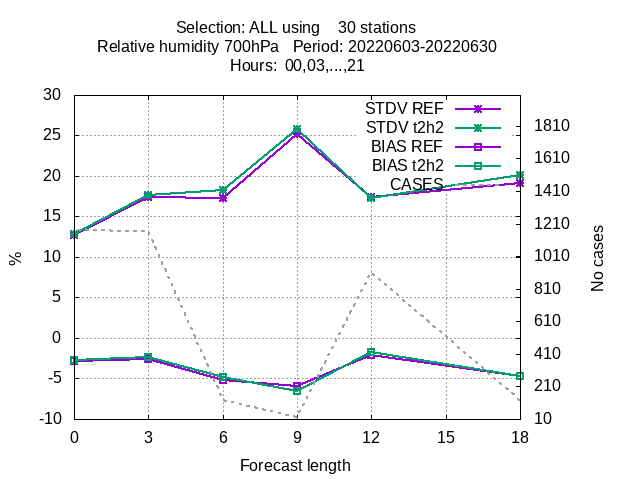 Selection: ALL using    30 stations
Relative humidity 700hPa   Period: 20220603-20220630
Hours:  00,03,...,21
STDV REF
STDV t2h2
BIAS REF
BIAS t2h2
CASES
30
25
20
15
10
5
0
-5
-10
%
1810
1610
1410
1210
1010
810
610
410
210
10
No cases
0 3 6 9 12 15 18
Forecast length